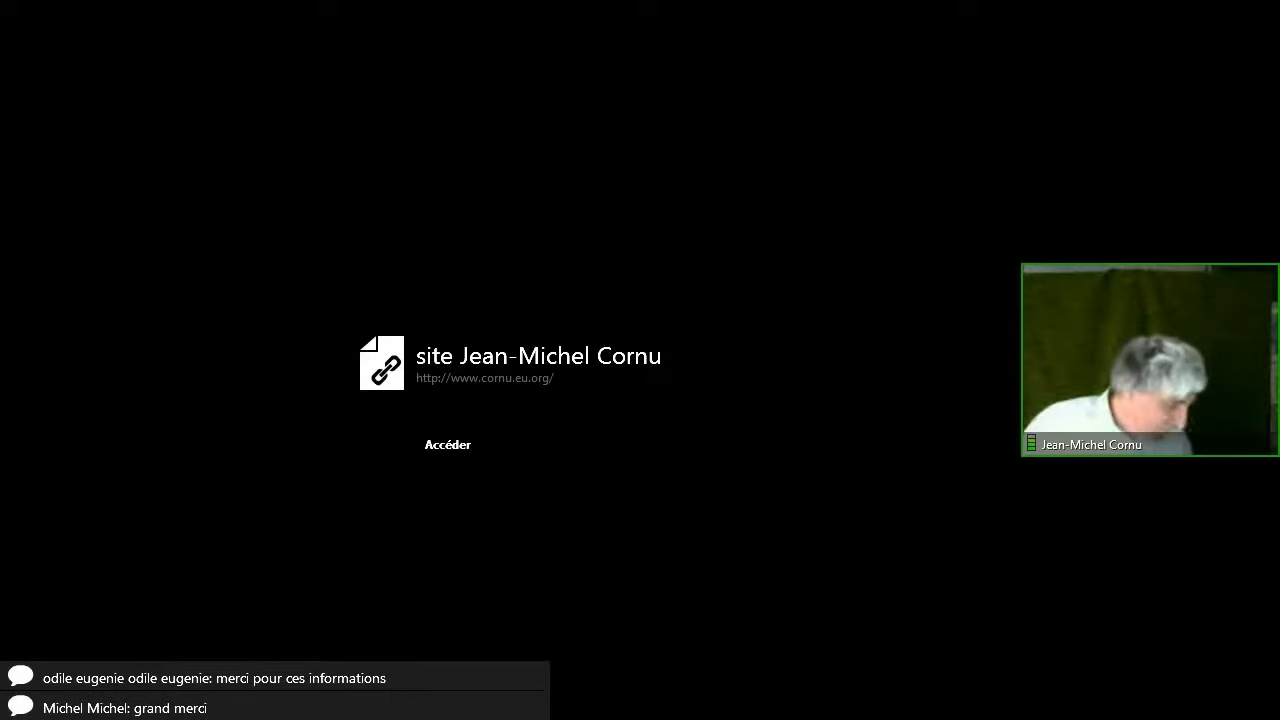 site Jean-Michel Cornu
http://www.cornu.eu.org/
Accéder
Jean-Michel Cornu
odile eugenie odile eugenie: merci pour ces informations
Michel Michel: grand merci